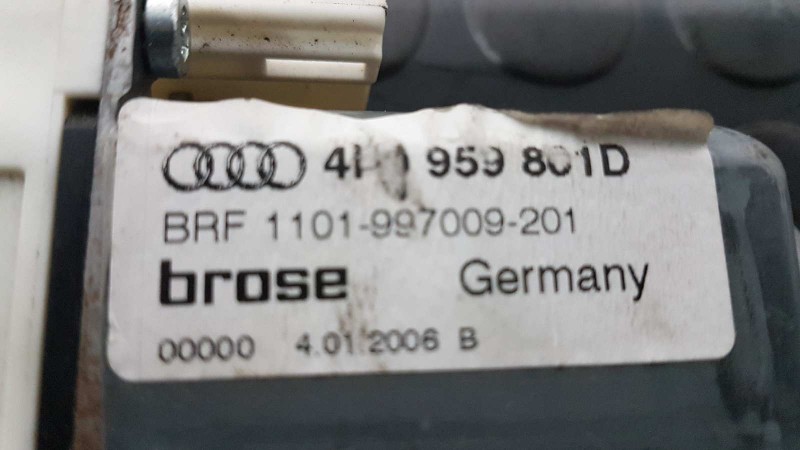 959 801D
BRF 1101-997009-201
brose Germany
00000 4.01.2006 B